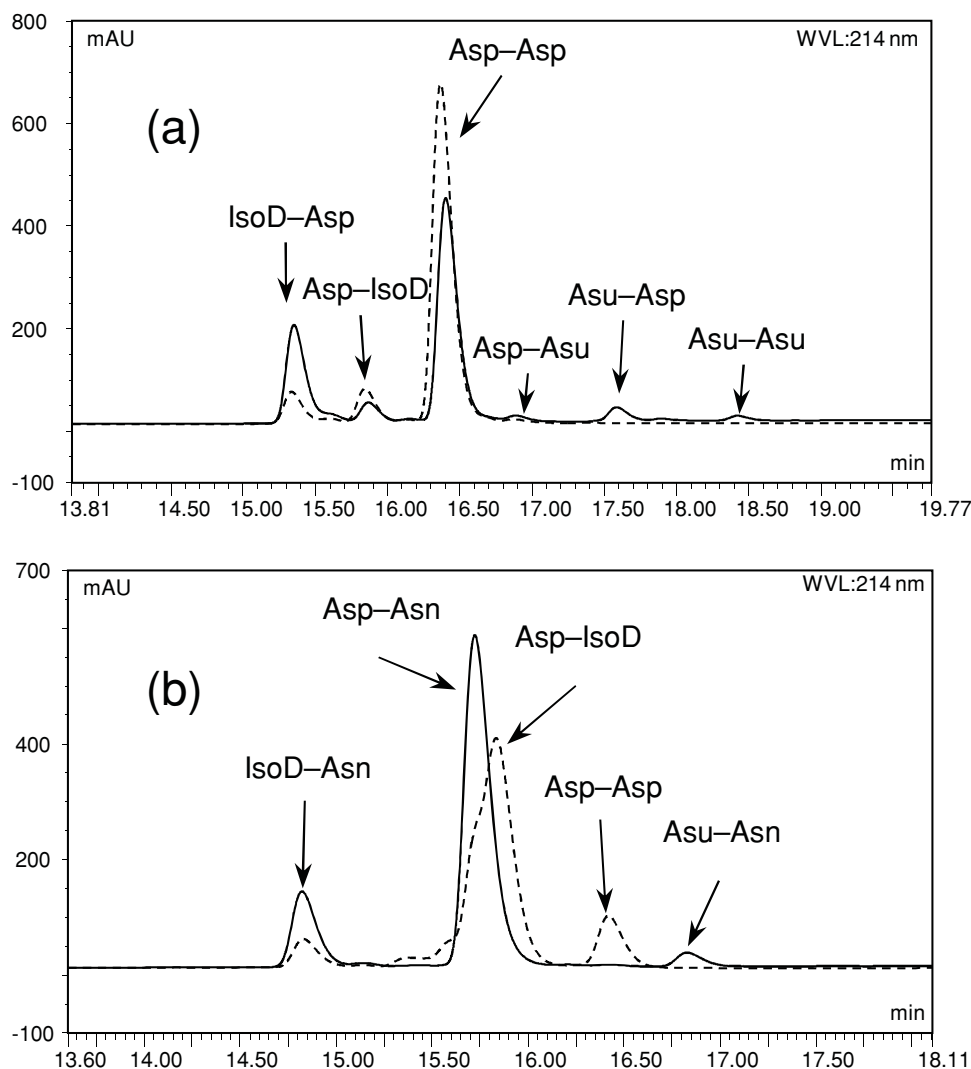 800
mAU
WVL:214 nm
Asp–Asp
(a)
600
400
IsoD–Asp
Asp–IsoD
Asu–Asp
200
Asp–Asu
Asu–Asu
-100
min
13.81 14.50 15.00 15.50 16.00 16.50 17.00 17.50 18.00 18.50 19.00 19.77
700
mAU
WVL:214 nm
Asp–Asn
Asp–IsoD
(b)
400
IsoD–Asn
Asp–Asp
Asu–Asn
200
-100
min
13.60 14.00 14.50 15.00 15.50 16.00 16.50 17.00 17.50 18.11